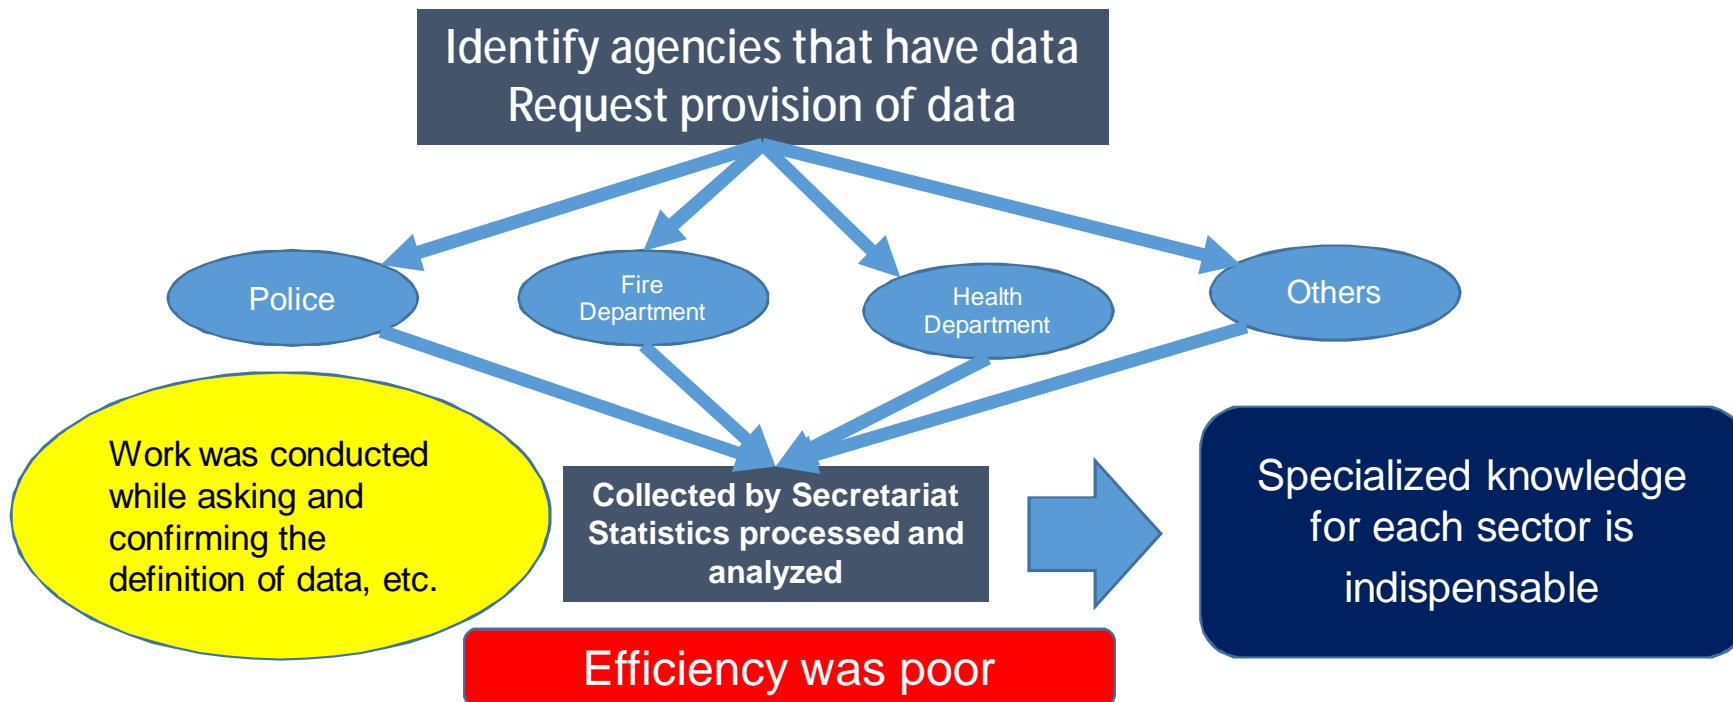 Identify agencies that have data
Request provision of data
Police
Fire
Department
Health
Department
Others
Work was conducted
while asking and
confirming the
definition of data, etc.
Collected by Secretariat
Statistics processed and
analyzed
Specialized knowledge
for each sector is
indispensable
Efficiency was poor